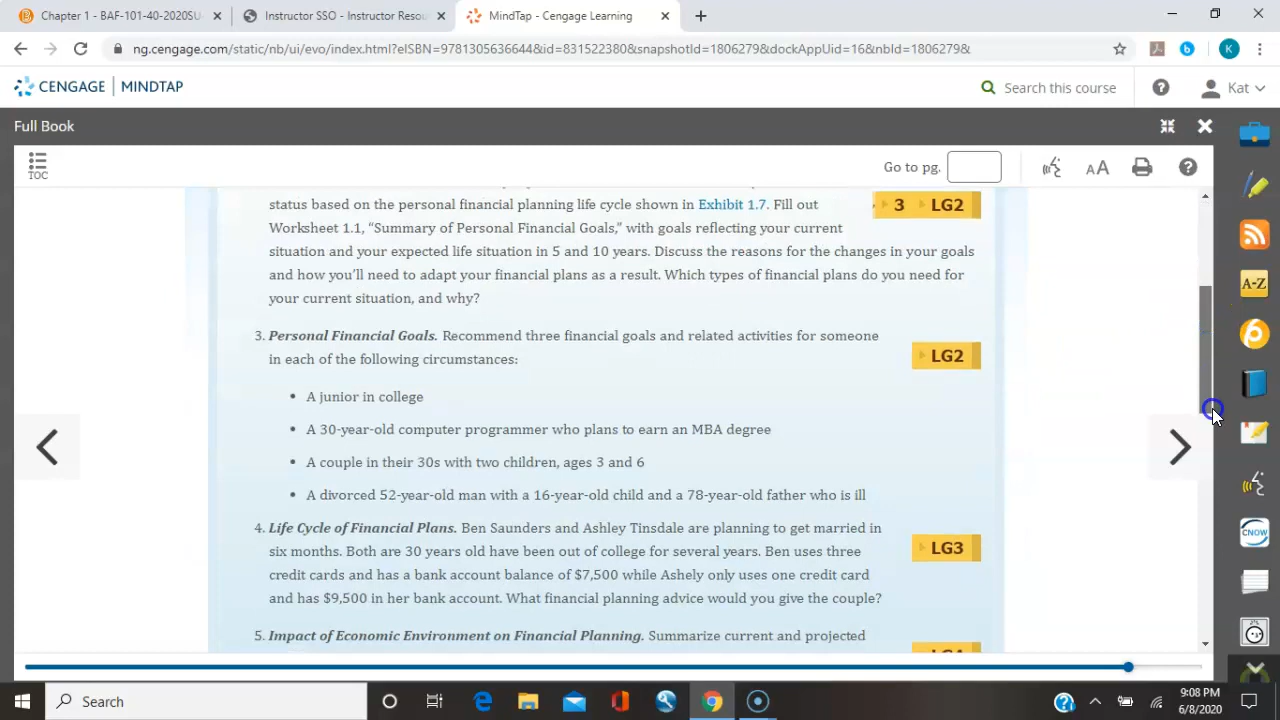 Chapter 1 - BAF-101-40-2020SU-
Instructor SSO - Instructor Resou
MindTap - Cengage Learning
ng.cengage.com/static/nb/ui/evo/index.html?eISBN=9781305636644&id=831522380&snapshotId=1806279&dockAppUid=16&nbId=1806279&
K
CENGAGE | MINDTAP
Search this course
Kat
Full Book
TOC
Go to pg.
AA
status based on the personal financial planning life cycle shown in Exhibit 1.7. Fill out
3 LG2
Worksheet 1.1, “Summary of Personal Financial Goals,” with goals reflecting your current
situation and your expected life situation in 5 and 10 years. Discuss the reasons for the changes in your goals
and how you’ll need to adapt your financial plans as a result. Which types of financial plans do you need for
your current situation, and why?
3. Personal Financial Goals. Recommend three financial goals and related activities for someone
in each of the following circumstances:
LG2
• A junior in college
• A 30-year-old computer programmer who plans to earn an MBA degree
• A couple in their 30s with two children, ages 3 and 6
• A divorced 52-year-old man with a 16-year-old child and a 78-year-old father who is ill
4. Life Cycle of Financial Plans. Ben Saunders and Ashley Tinsdale are planning to get married in
six months. Both are 30 years old have been out of college for several years. Ben uses three
LG3
credit cards and has a bank account balance of $7,500 while Ashely only uses one credit card
and has $9,500 in her bank account. What financial planning advice would you give the couple?
5. Impact of Economic Environment on Financial Planning. Summarize current and projected
A-Z
CNOW
Search
9:08 PM
6/8/2020